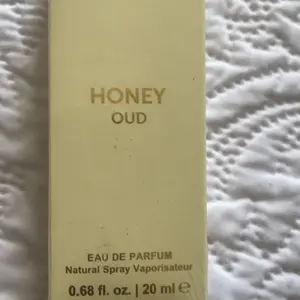 HONEY
OUD
EAU DE PARFUM
Natural Spray Vaporisateur
0.68 fl. oz. | 20 ml ℮